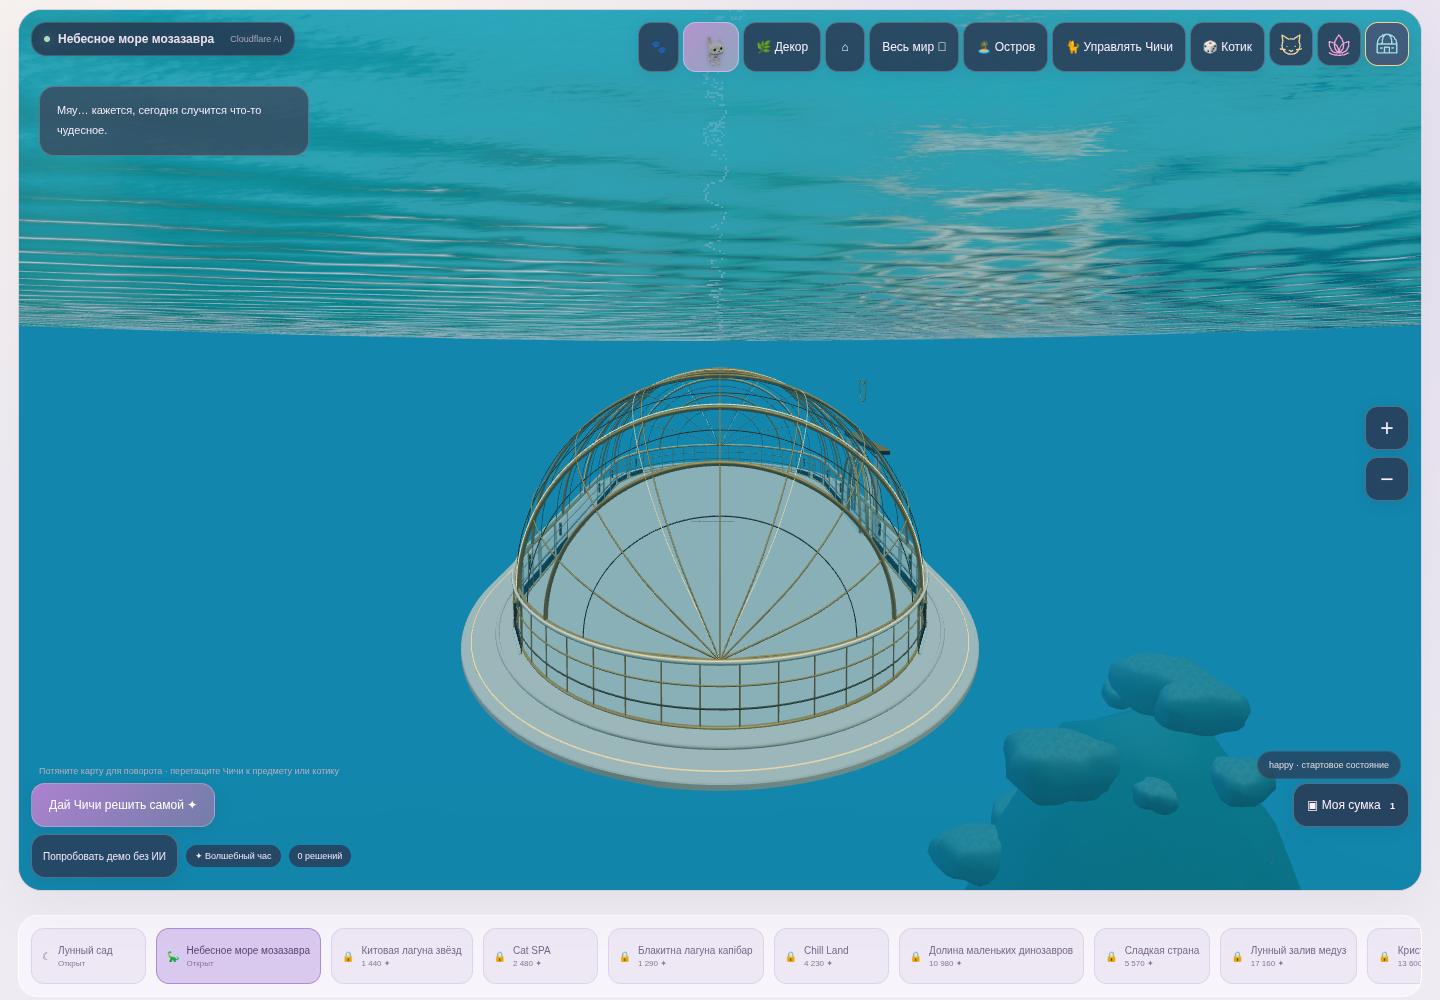 Небесное море мозазавра Cloudflare AI
Декор
Весь мир
Остров
Управлять Чичи
Котик
Мяу… кажется, сегодня случится что-то
чудесное.
+
−
Потяните карту для поворота · перетащите Чичи к предмету или котику
Дай Чичи решить самой ✦
Попробовать демо без ИИ
✦ Волшебный час
0 решений
happy · стартовое состояние
Моя сумка 1
Лунный сад
Открыт
Небесное море мозазавра
Открыт
Китовая лагуна звёзд
1 440 ✦
Cat SPA
2 480 ✦
Блакитна лагуна капібар
1 290 ✦
Chill Land
4 230 ✦
Долина маленьких динозавров
10 980 ✦
Сладкая страна
5 570 ✦
Лунный залив медуз
17 160 ✦